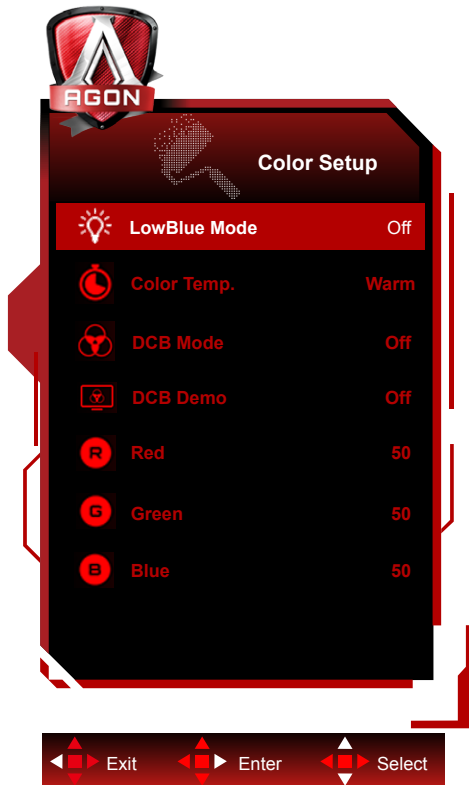 AGON
Color Setup
LowBlue Mode Off
Color Temp. Warm
DCB Mode Off
DCB Demo Off
R Red 50
G Green 50
B Blue 50
Exit Enter Select